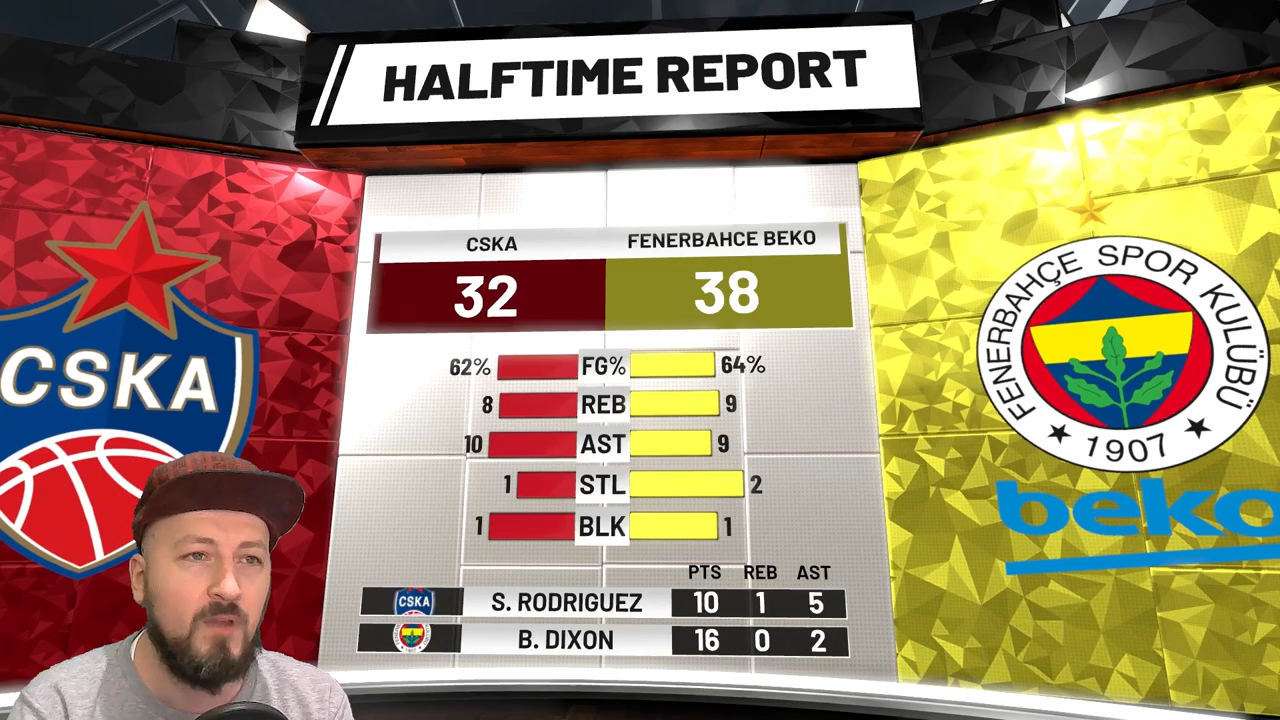 HALFTIME REPORT
CSKA FENERBAHCE BEKO
32 38
62% FG% 64%
8 REB 9
10 AST 9
1 STL 2
1 BLK 1
PTS REB AST
CSKA S. RODRIGUEZ 10 1 5
B. DIXON 16 0 2
CSKA
FENERBAHÇE SPOR KULÜBÜ
1907
beko